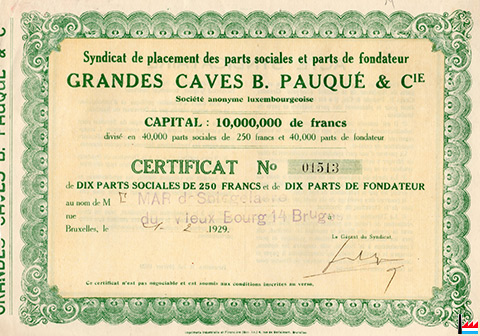 Syndicat de placement des parts sociales et parts de fondateur
GRANDES CAVES B. PAUQUÉ & CIE
Société anonyme luxembourgeoise
CAPITAL : 10,000,000 de francs
divisé en 40,000 parts sociales de 250 francs et 40,000 parts de fondateur
CERTIFICAT No 01513
de DIX PARTS SOCIALES DE 250 FRANCS et de DIX PARTS DE FONDATEUR
au nom de M
rue du Vieux Bourg 14
Bruxelles, le 2 1929.
Le Gérant du Syndicat
Ce certificat n'est pas négociable et est soumis aux conditions inscrites au verso.
GRANDES CAVES B. PAUQUÉ & C